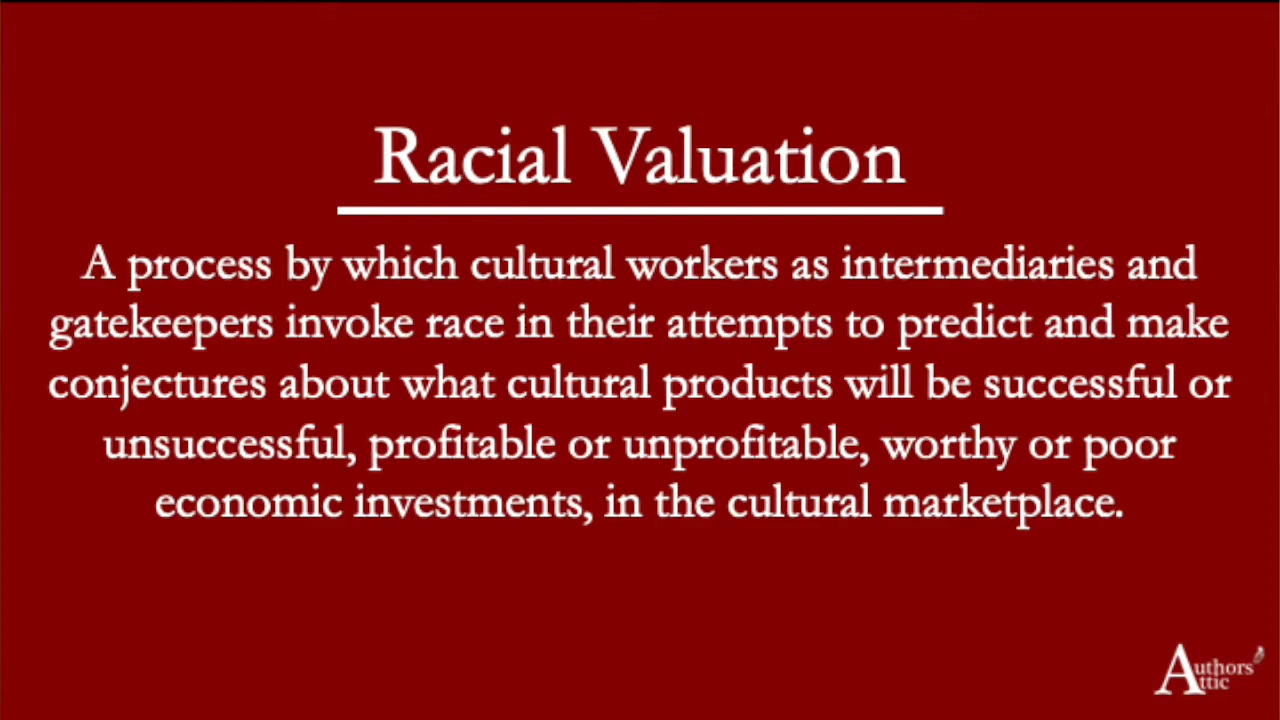 Racial Valuation
A process by which cultural workers as intermediaries and
gatekeepers invoke race in their attempts to predict and make
conjectures about what cultural products will be successful or
unsuccessful, profitable or unprofitable, worthy or poor
economic investments, in the cultural marketplace.
Authors'
Attic